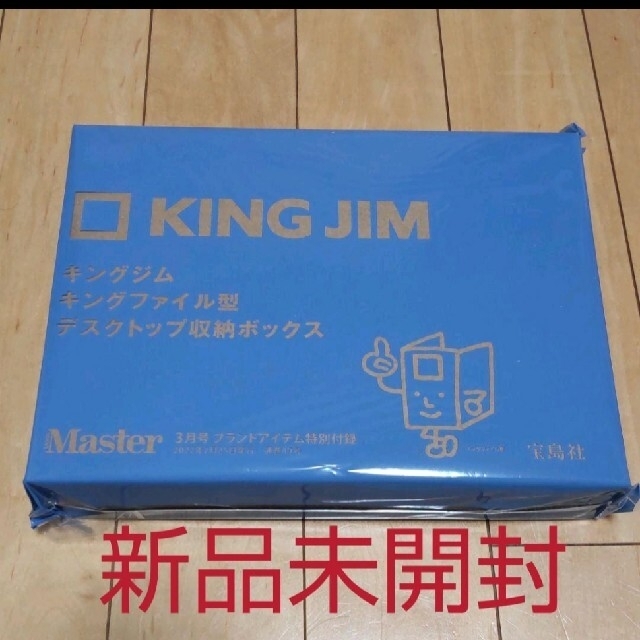 KING JIM
キングジム
キングファイル型
デスクトップ収納ボックス
Master 3月号 ブランドアイテム特別付録
宝島社
新品未開封